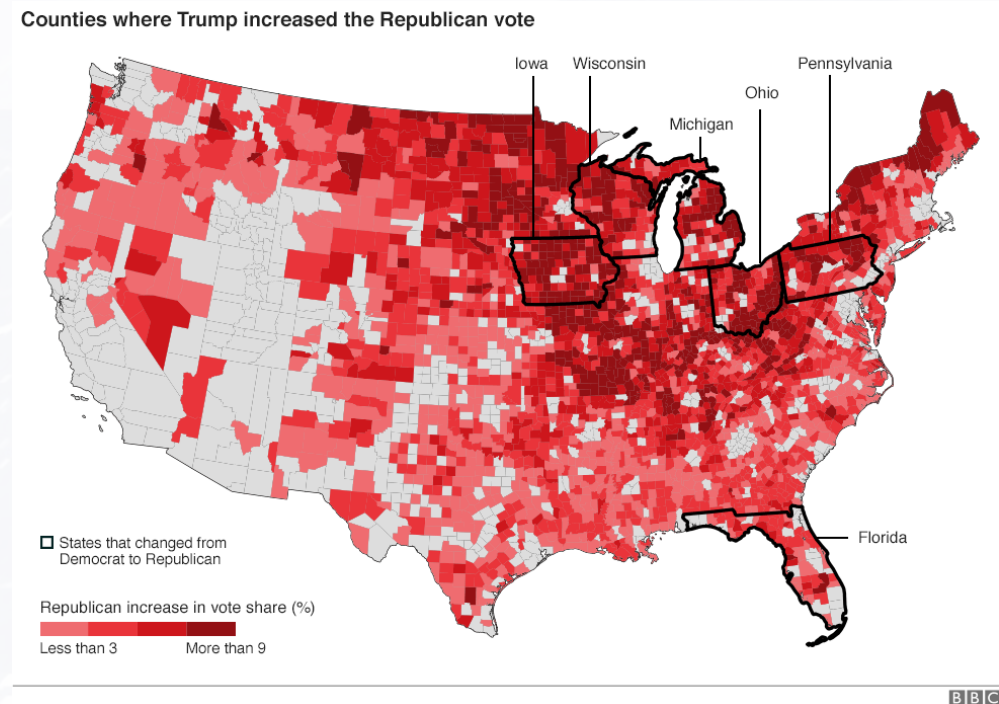 Counties where Trump increased the Republican vote
Iowa
Wisconsin
Pennsylvania
Ohio
Michigan
Florida
States that changed from
Democrat to Republican
Republican increase in vote share (%)
Less than 3
More than 9
BBC